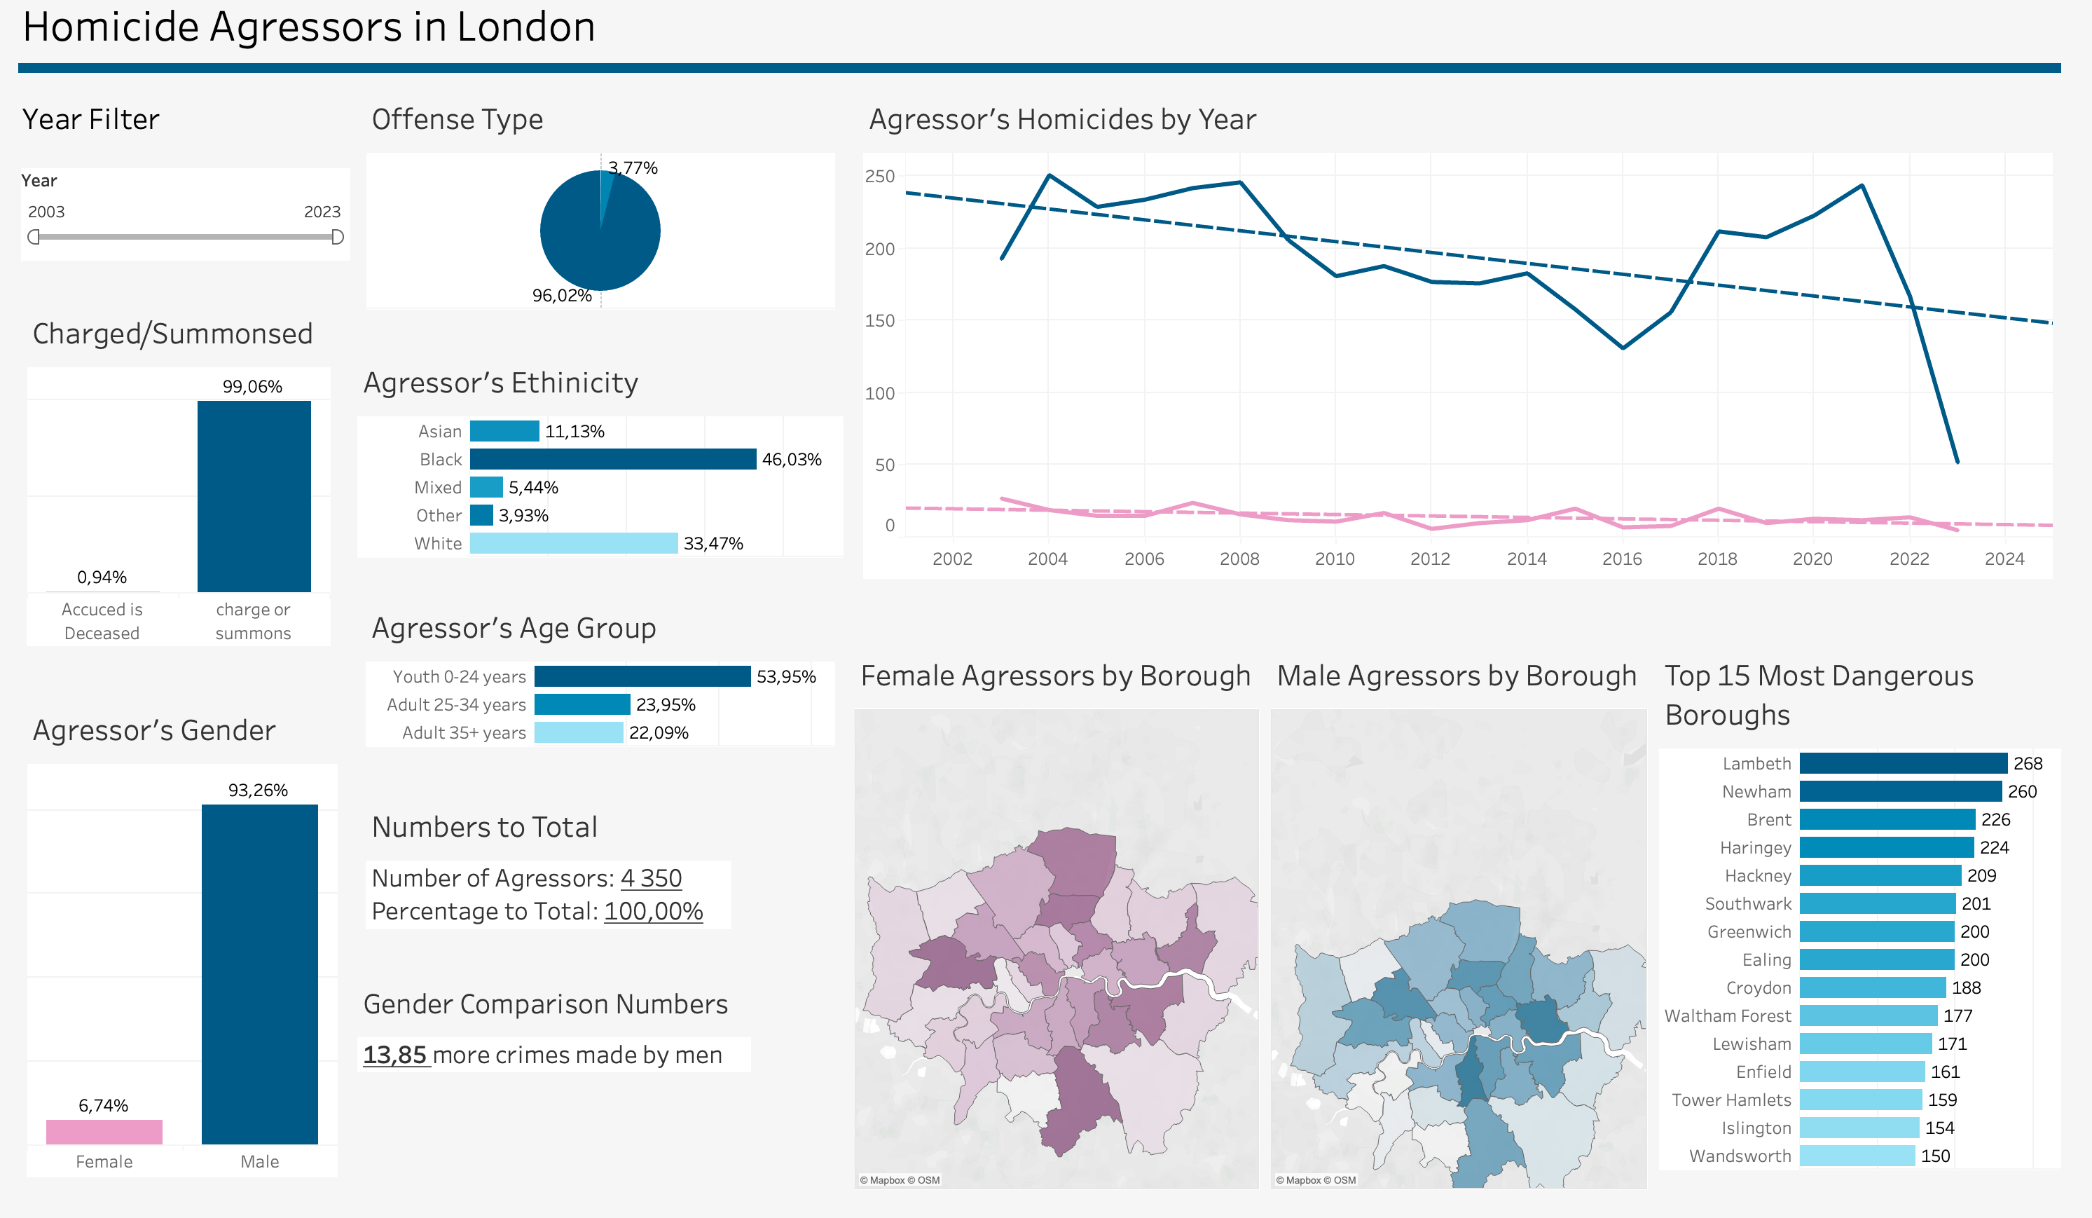 Homicide Agressors in London
Year Filter
Year
2003 2023
Charged/Summonsed
99,06%
0,94%
Accuced is Deceased
charge or summons
Agressor's Gender
93,26%
6,74%
Female Male
Offense Type
3,77%
96,02%
Agressor's Ethinicity
Asian 11,13%
Black 46,03%
Mixed 5,44%
Other 3,93%
White 33,47%
Agressor's Age Group
Youth 0-24 years 53,95%
Adult 25-34 years 23,95%
Adult 35+ years 22,09%
Numbers to Total
Number of Agressors: 4 350
Percentage to Total: 100,00%
Gender Comparison Numbers
13,85 more crimes made by men
Agressor's Homicides by Year
250
200
150
100
50
0
2002 2004 2006 2008 2010 2012 2014 2016 2018 2020 2022 2024
Female Agressors by Borough
© Mapbox © OSM
Male Agressors by Borough
© Mapbox © OSM
Top 15 Most Dangerous
Boroughs
Lambeth 268
Newham 260
Brent 226
Haringey 224
Hackney 209
Southwark 201
Greenwich 200
Ealing 200
Croydon 188
Waltham Forest 177
Lewisham 171
Enfield 161
Tower Hamlets 159
Islington 154
Wandsworth 150